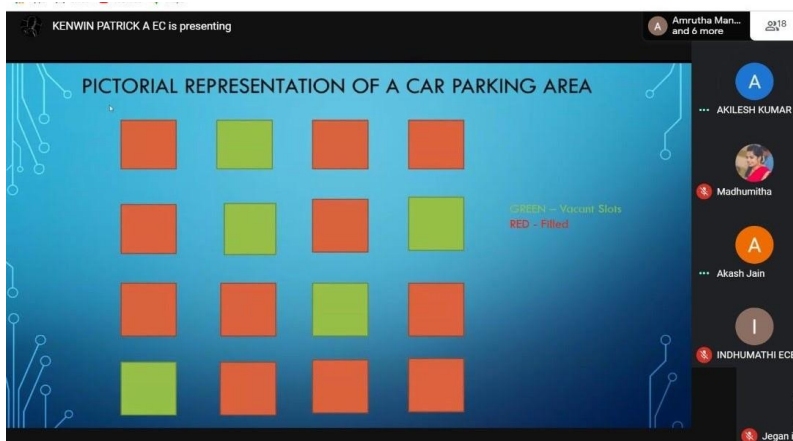 KENWIN PATRICK A EC is presenting
A
Amrutha Man...
and 6 more
18
PICTORIAL REPRESENTATION OF A CAR PARKING AREA
GREEN – Vacant Slots
RED - Filled
A
AKILESH KUMAR
Madhumitha
A
Akash Jain
I
INDHUMATHI ECE
Jegan i